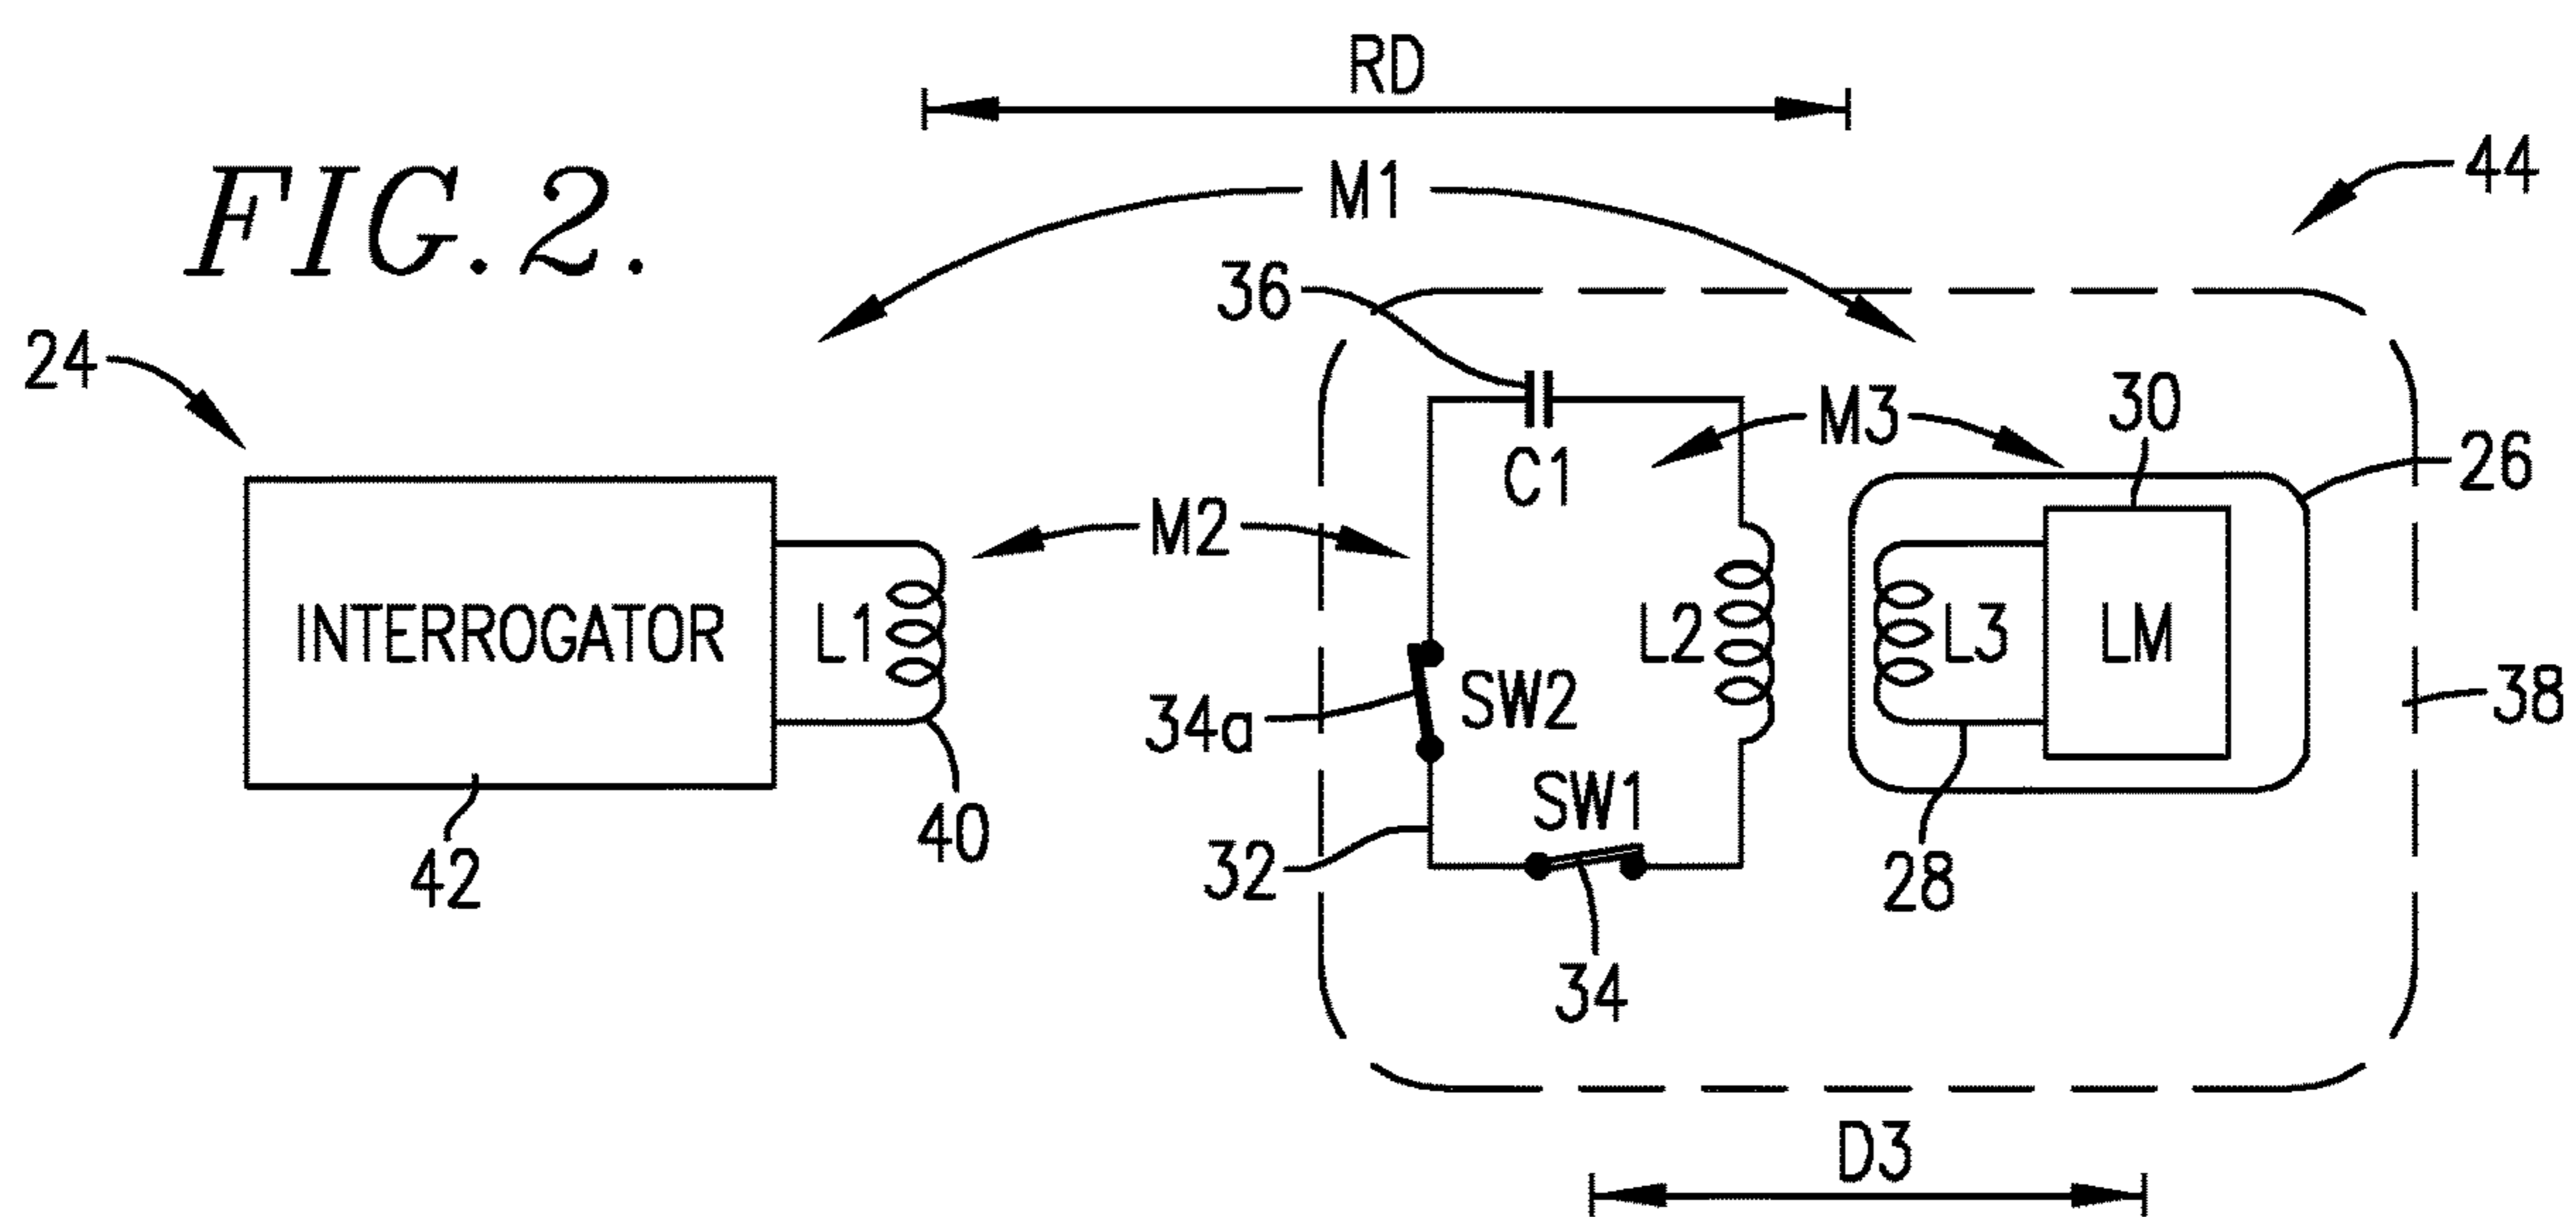 RD
FIG. 2.
M1
44
36
24
M3
30
26
C1
M2
INTERROGATOR
L1
L2
L3
LM
34a
SW2
38
SW1
40
32
28
42
34
D3